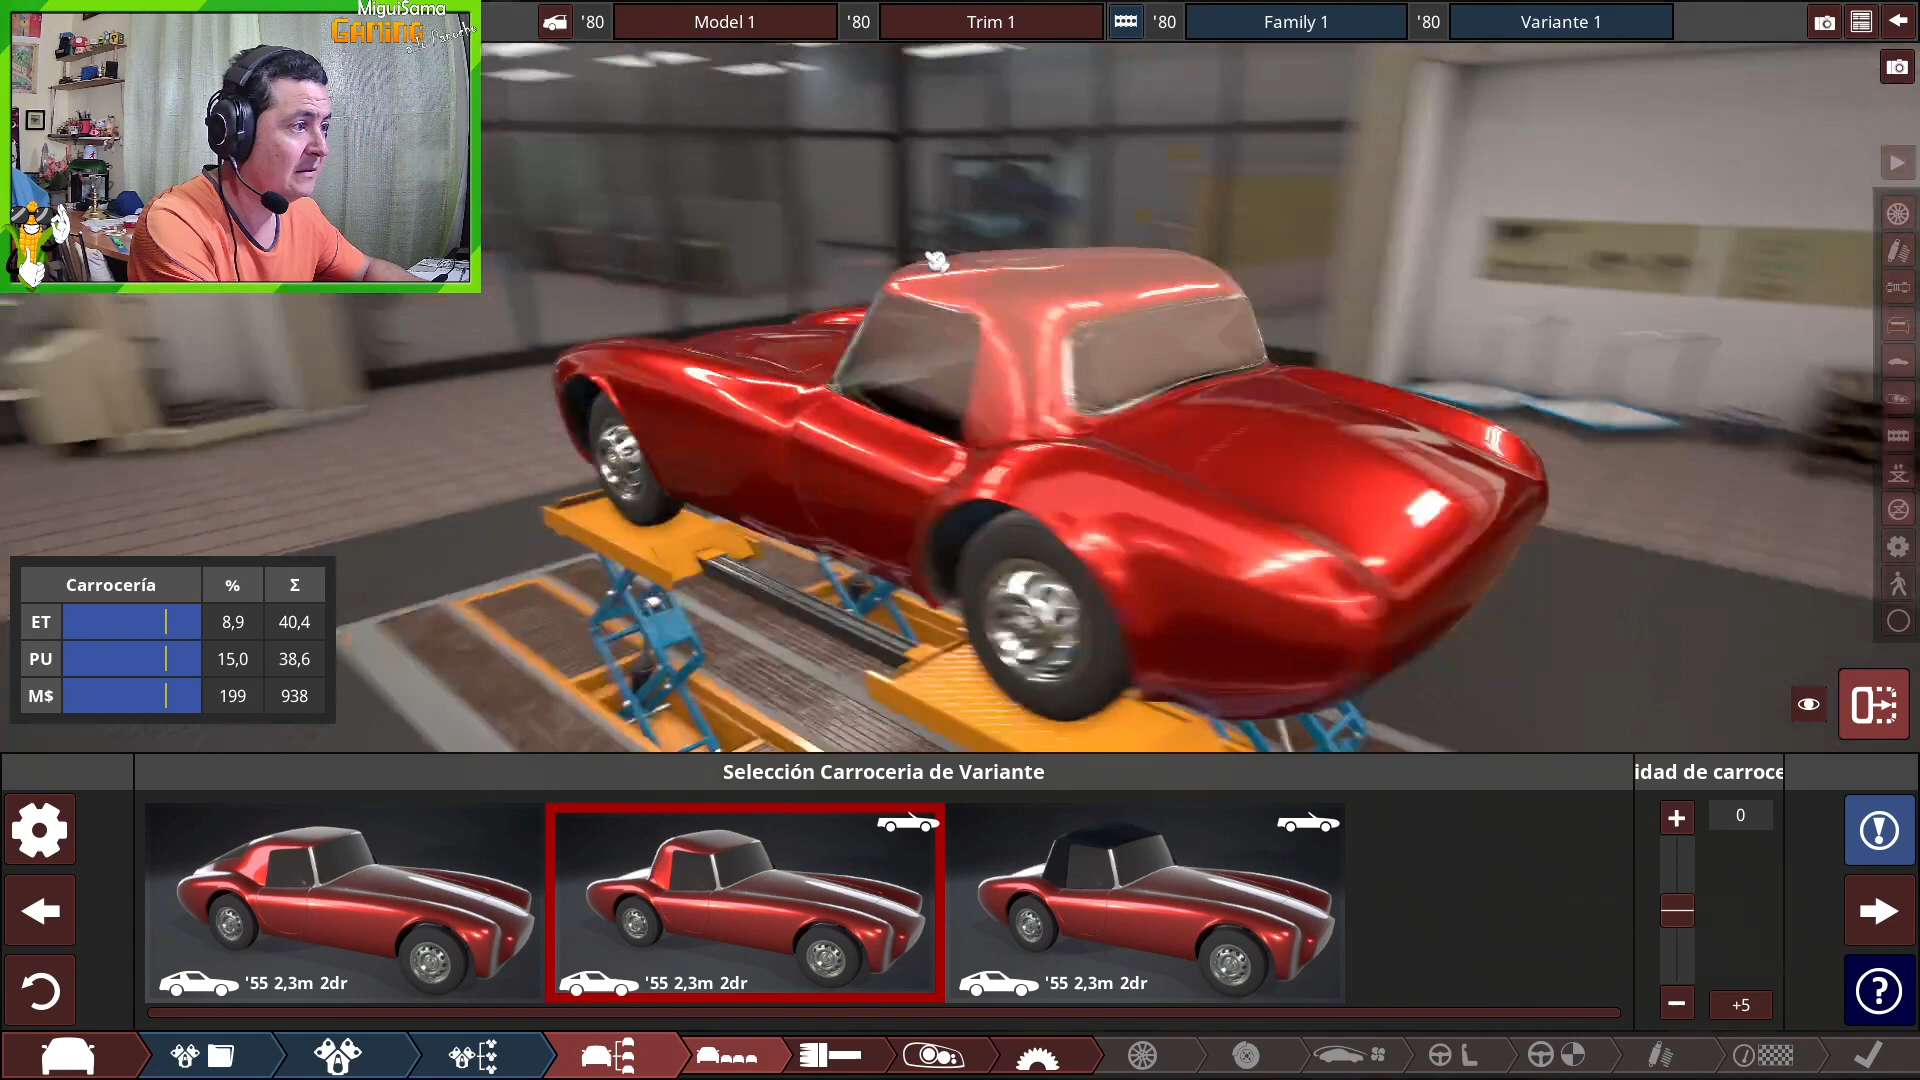 MiguiSama
GaMiNG
a lo Panocho
'80 Model 1 '80 Trim 1 '80 Family 1 '80 Variante 1
Carrocería % Σ
ET 8,9 40,4
PU 15,0 38,6
M$ 199 938
Selección Carroceria de Variante
idad de carroce
0
'55 2,3m 2dr
'55 2,3m 2dr
'55 2,3m 2dr
+5